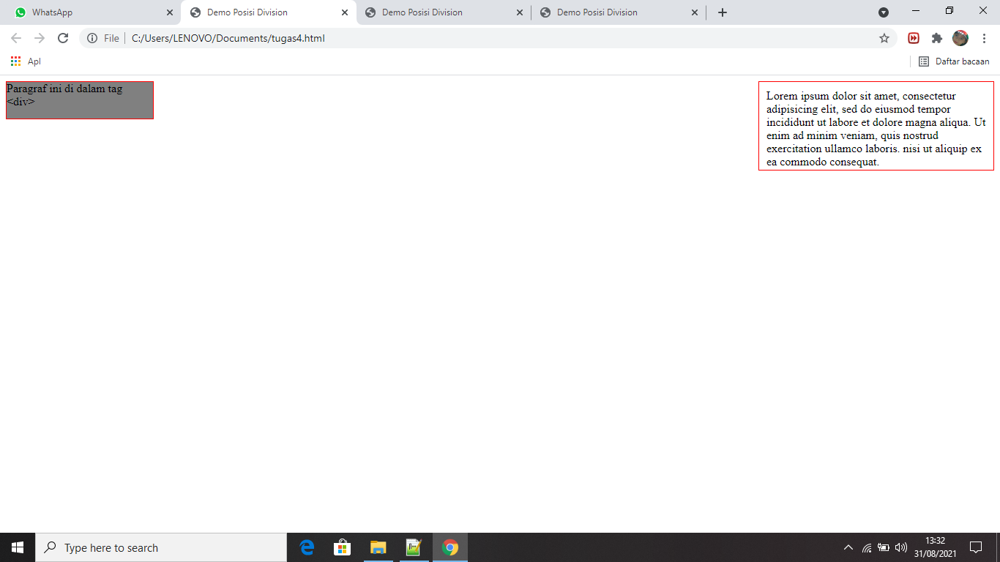 WhatsApp
Demo Posisi Division
Demo Posisi Division
Demo Posisi Division
File
C:/Users/LENOVO/Documents/tugas4.html
Apl
Daftar bacaan
Paragraf ini di dalam tag
<div>
Lorem ipsum dolor sit amet, consectetur
adipisicing elit, sed do eiusmod tempor
incididunt ut labore et dolore magna aliqua. Ut
enim ad minim veniam, quis nostrud
exercitation ullamco laboris. nisi ut aliquip ex
ea commodo consequat.
Type here to search
13:32
31/08/2021